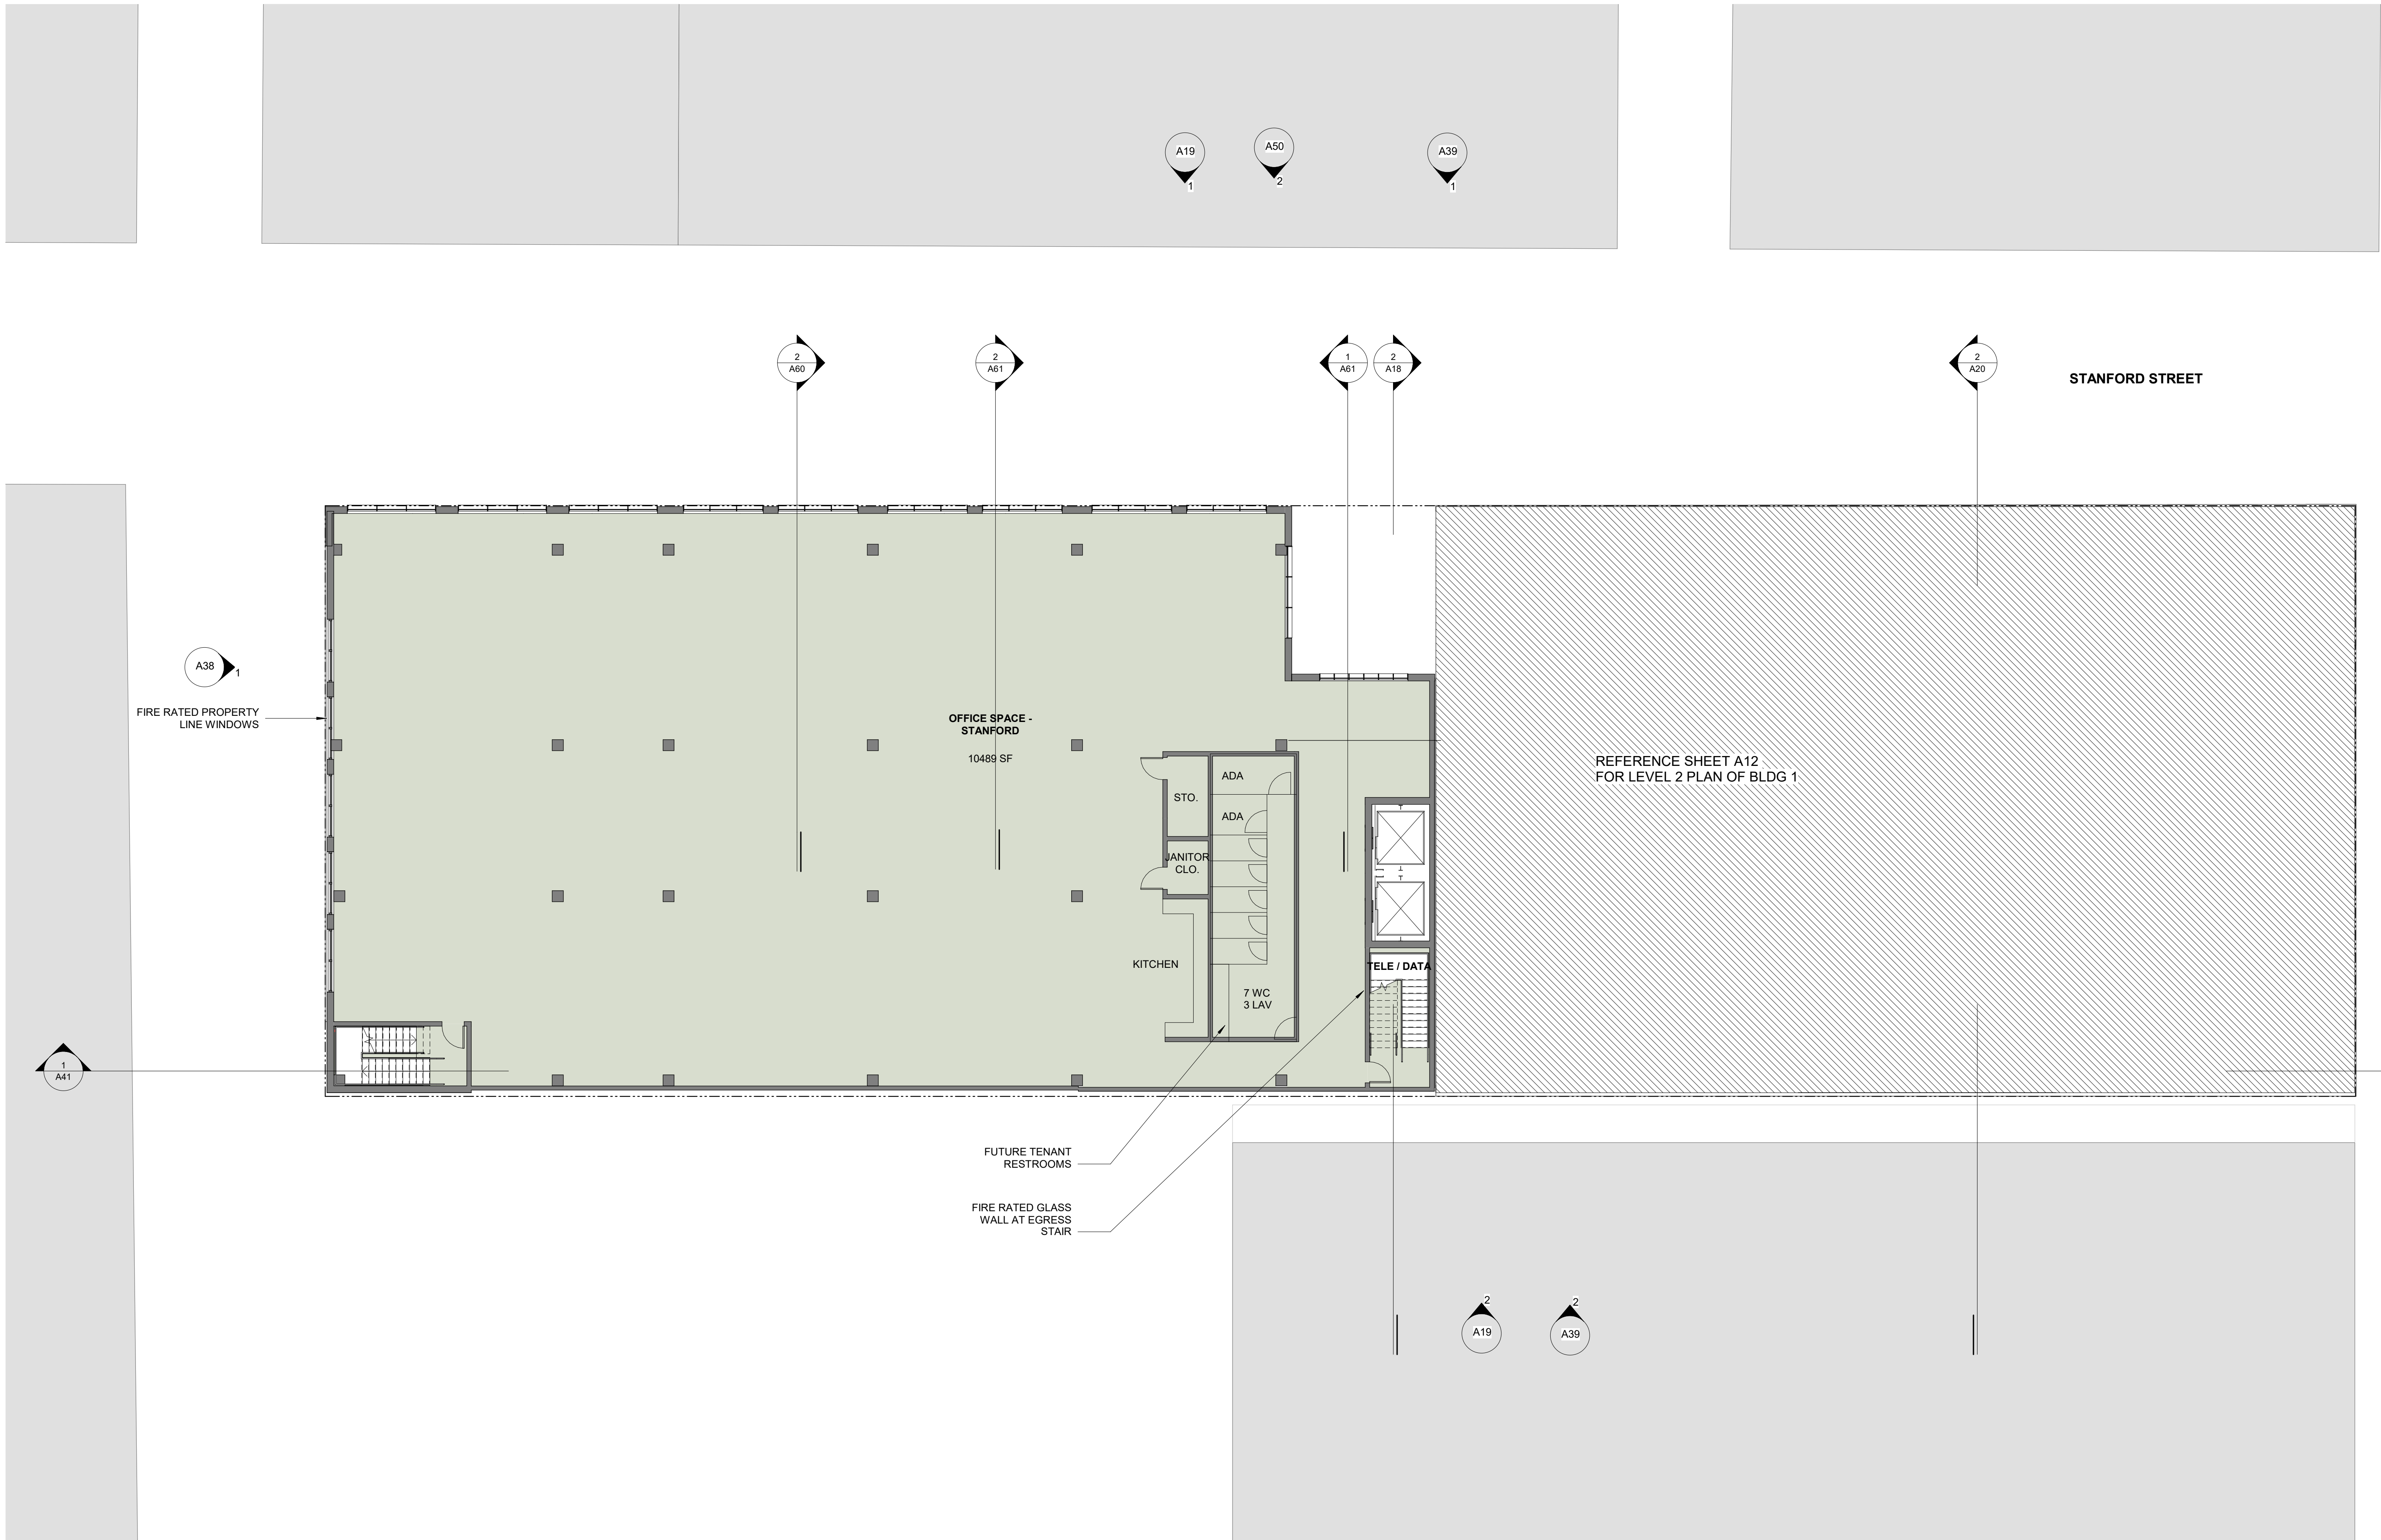 A19
1
A50
2
A39
1
2
A60
2
A61
1
A61
2
A18
2
A20
STANFORD STREET
A38
1
FIRE RATED PROPERTY
LINE WINDOWS
OFFICE SPACE -
STANFORD
10489 SF
REFERENCE SHEET A12
FOR LEVEL 2 PLAN OF BLDG 1
ADA
STO.
ADA
JANITOR
CLO.
KITCHEN
TELE / DATA
7 WC
3 LAV
1
A41
FUTURE TENANT
RESTROOMS
FIRE RATED GLASS
WALL AT EGRESS
STAIR
2
A19
2
A39